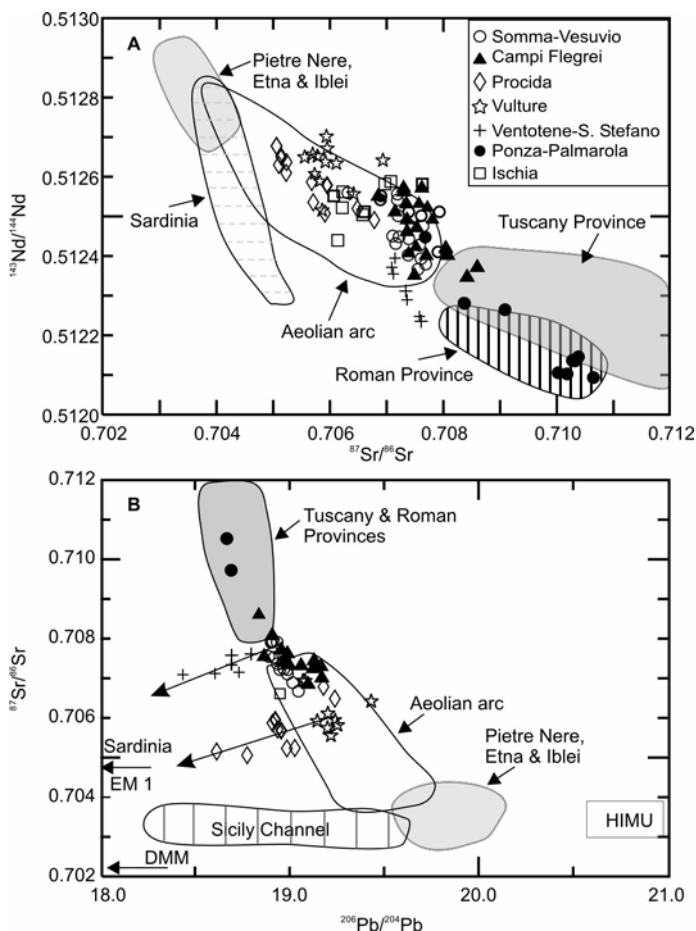 0.5130
A
Pietre Nere,
Etna & Iblei
Somma-Vesuvio
Campi Flegrei
Procida
Vulture
Ventotene-S. Stefano
Ponza-Palmarola
Ischia
0.5128
0.5126
Sardinia
Tuscany
Province
0.5124
Aeolian arc
0.5122
Roman Province
0.5120
143Nd/144Nd
0.702
0.704
0.706
0.708
0.710
0.712
87Sr/86Sr
0.712
B
Tuscany & Roman
Provinces
0.710
0.708
Aeolian arc
0.706
Sardinia
Pietre Nere,
Etna & Iblei
EM 1
0.704
Sicily Channel
HIMU
DMM
0.702
87Sr/86Sr
18.0
19.0
20.0
21.0
206Pb/204Pb